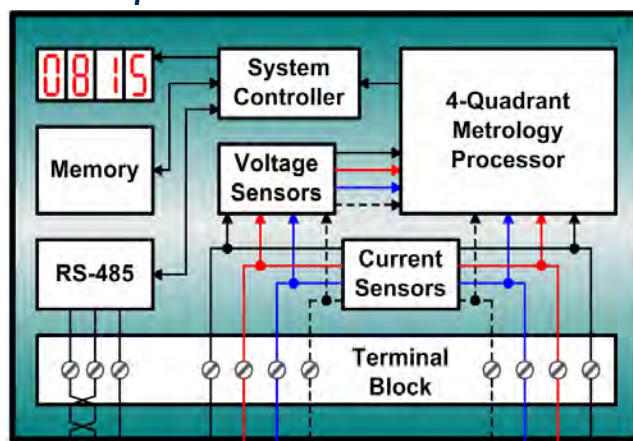 0815
System
Controller
4-Quadrant
Metrology
Processor
Memory
Voltage
Sensors
RS-485
Current
Sensors
Terminal
Block